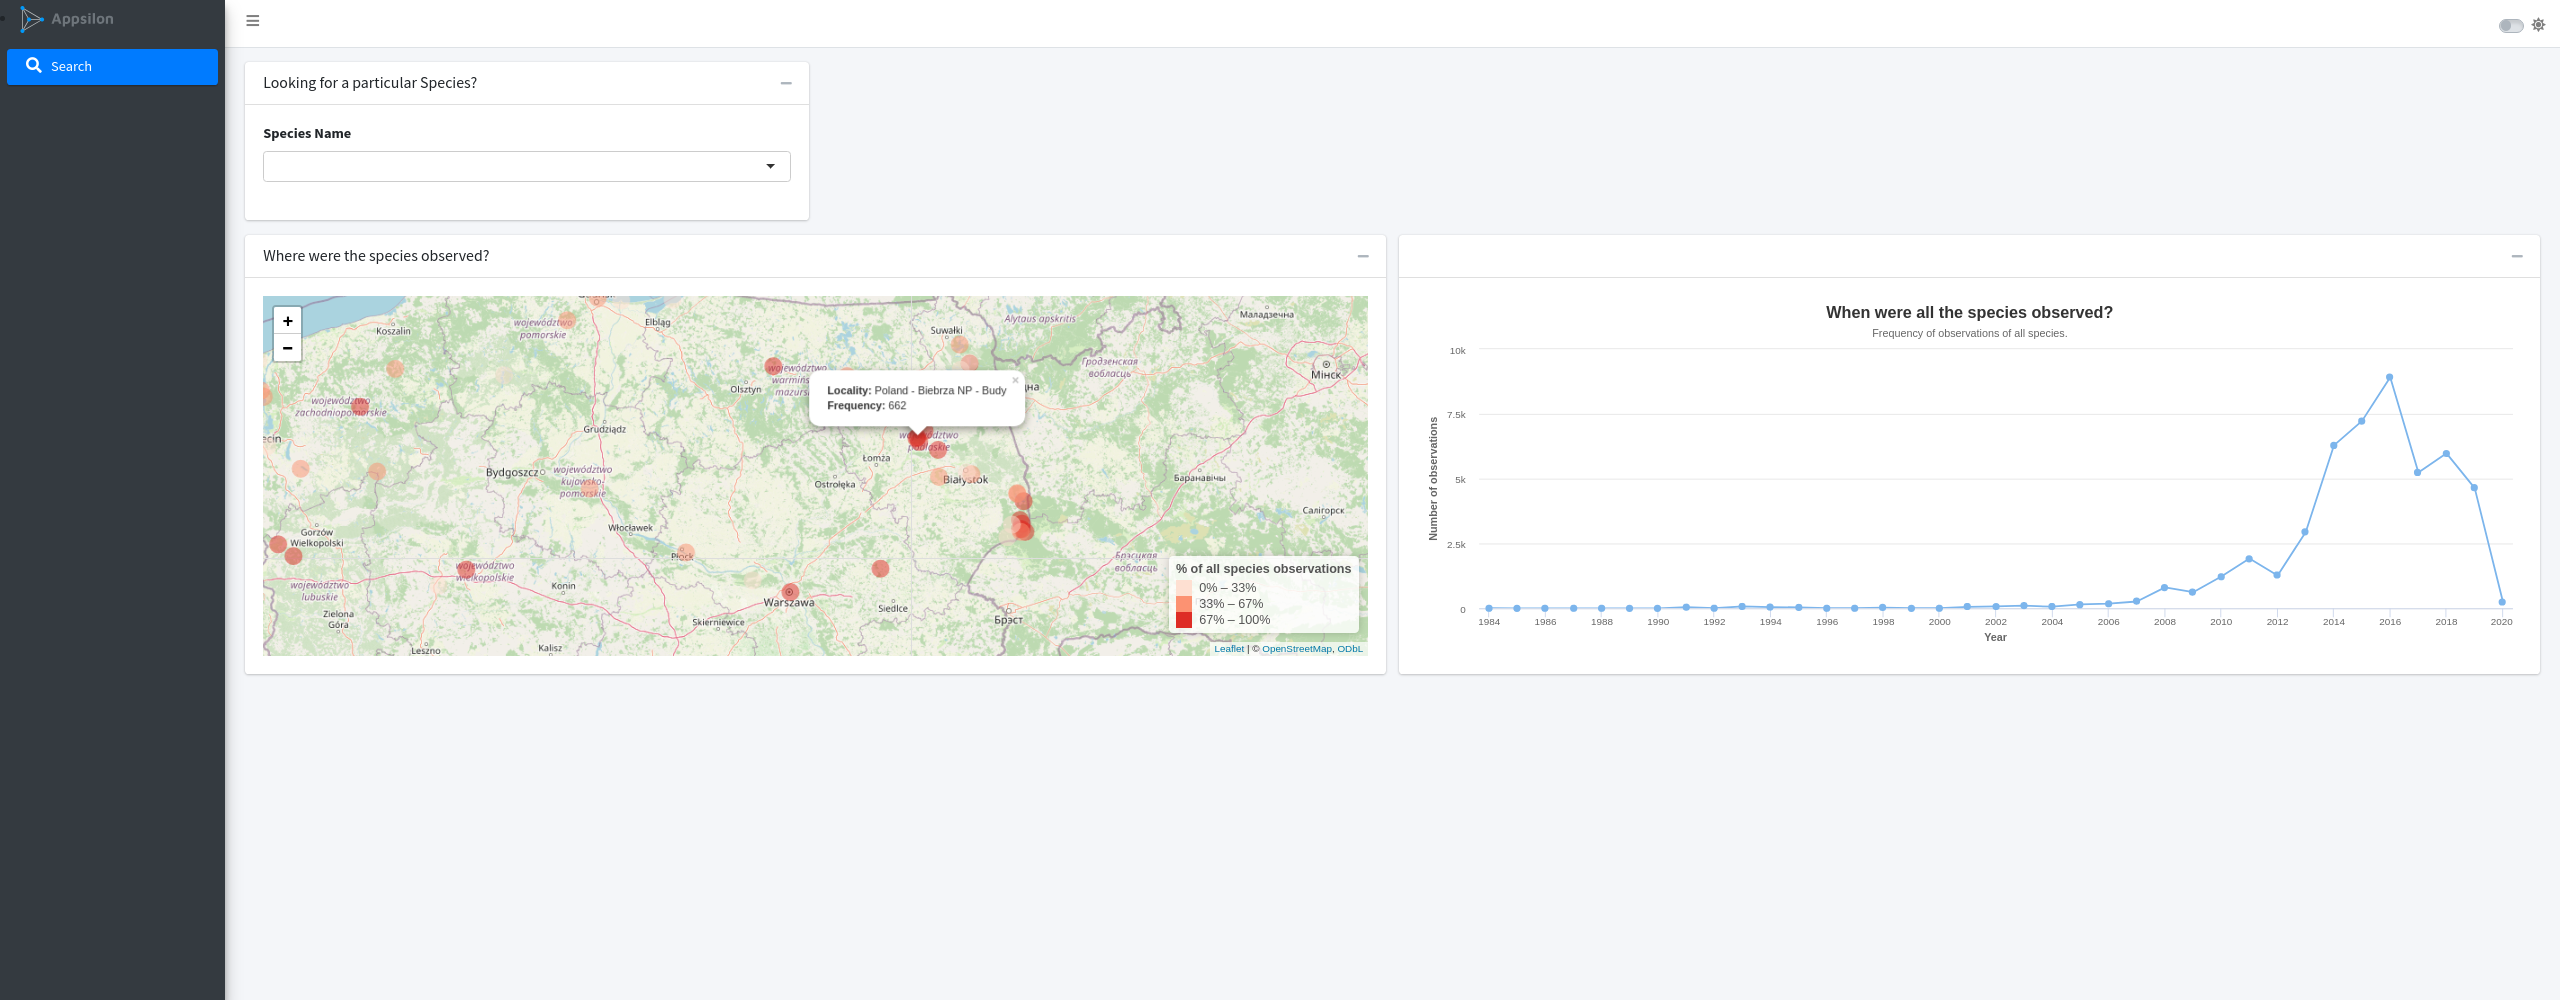 Appsilon
Search
Looking for a particular Species?
Species Name
Where were the species observed?
+
−
Koszalin
województwo
pomorskie
Elbląg
Suwałki
Alytaus apskritis
Маладзечна
Гродзенская
вобласць
Мінск
województwo
zachodniopomorskie
Olsztyn
Locality: Poland - Biebrza NP - Budy
Frequency: 662
×
Grudziądz
Łomża
Bydgoszcz
województwo
kujawsko-
pomorskie
Ostrołęka
Białystok
Баранавічы
Салігорск
Włocławek
Gorzów
Wielkopolski
Płock
Брэсцкая
вобласць
województwo
wielkopolskie
województwo
lubuskie
Konin
Warszawa
Siedlce
Zielona
Góra
Skierniewice
Брэст
Leszno
Kalisz
% of all species observations
0% – 33%
33% – 67%
67% – 100%
Leaflet | © OpenStreetMap, ODbL
When were all the species observed?
Frequency of observations of all species.
Number of observations
10k
7.5k
5k
2.5k
0
1984 1986 1988 1990 1992 1994 1996 1998 2000 2002 2004 2006 2008 2010 2012 2014 2016 2018 2020
Year